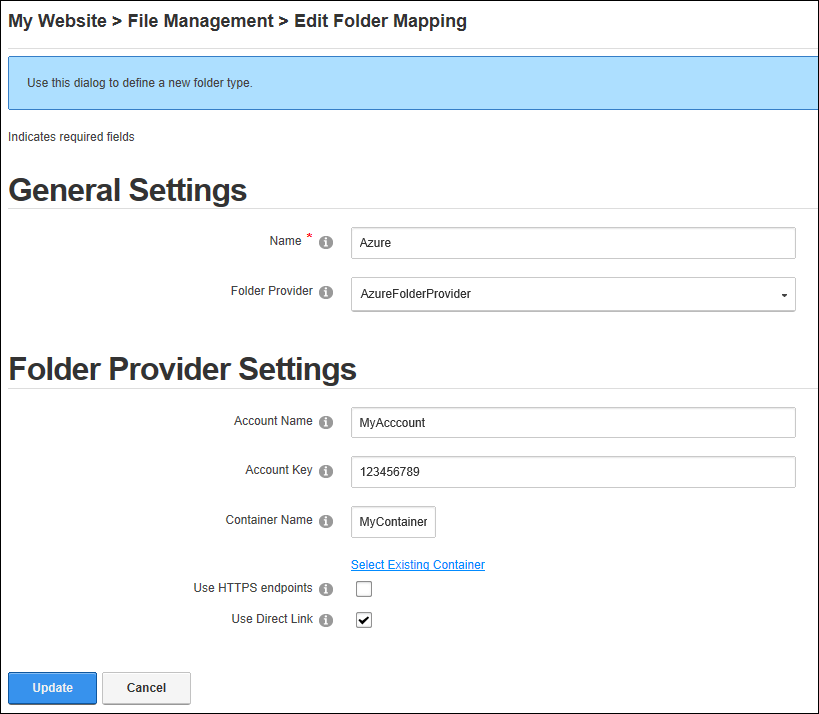 My Website > File Management > Edit Folder Mapping
Use this dialog to define a new folder type.
Indicates required fields
General Settings
Name * Azure
Folder Provider AzureFolderProvider
Folder Provider Settings
Account Name MyAcccount
Account Key 123456789
Container Name MyContainer
Select Existing Container
Use HTTPS endpoints
Use Direct Link
Update Cancel